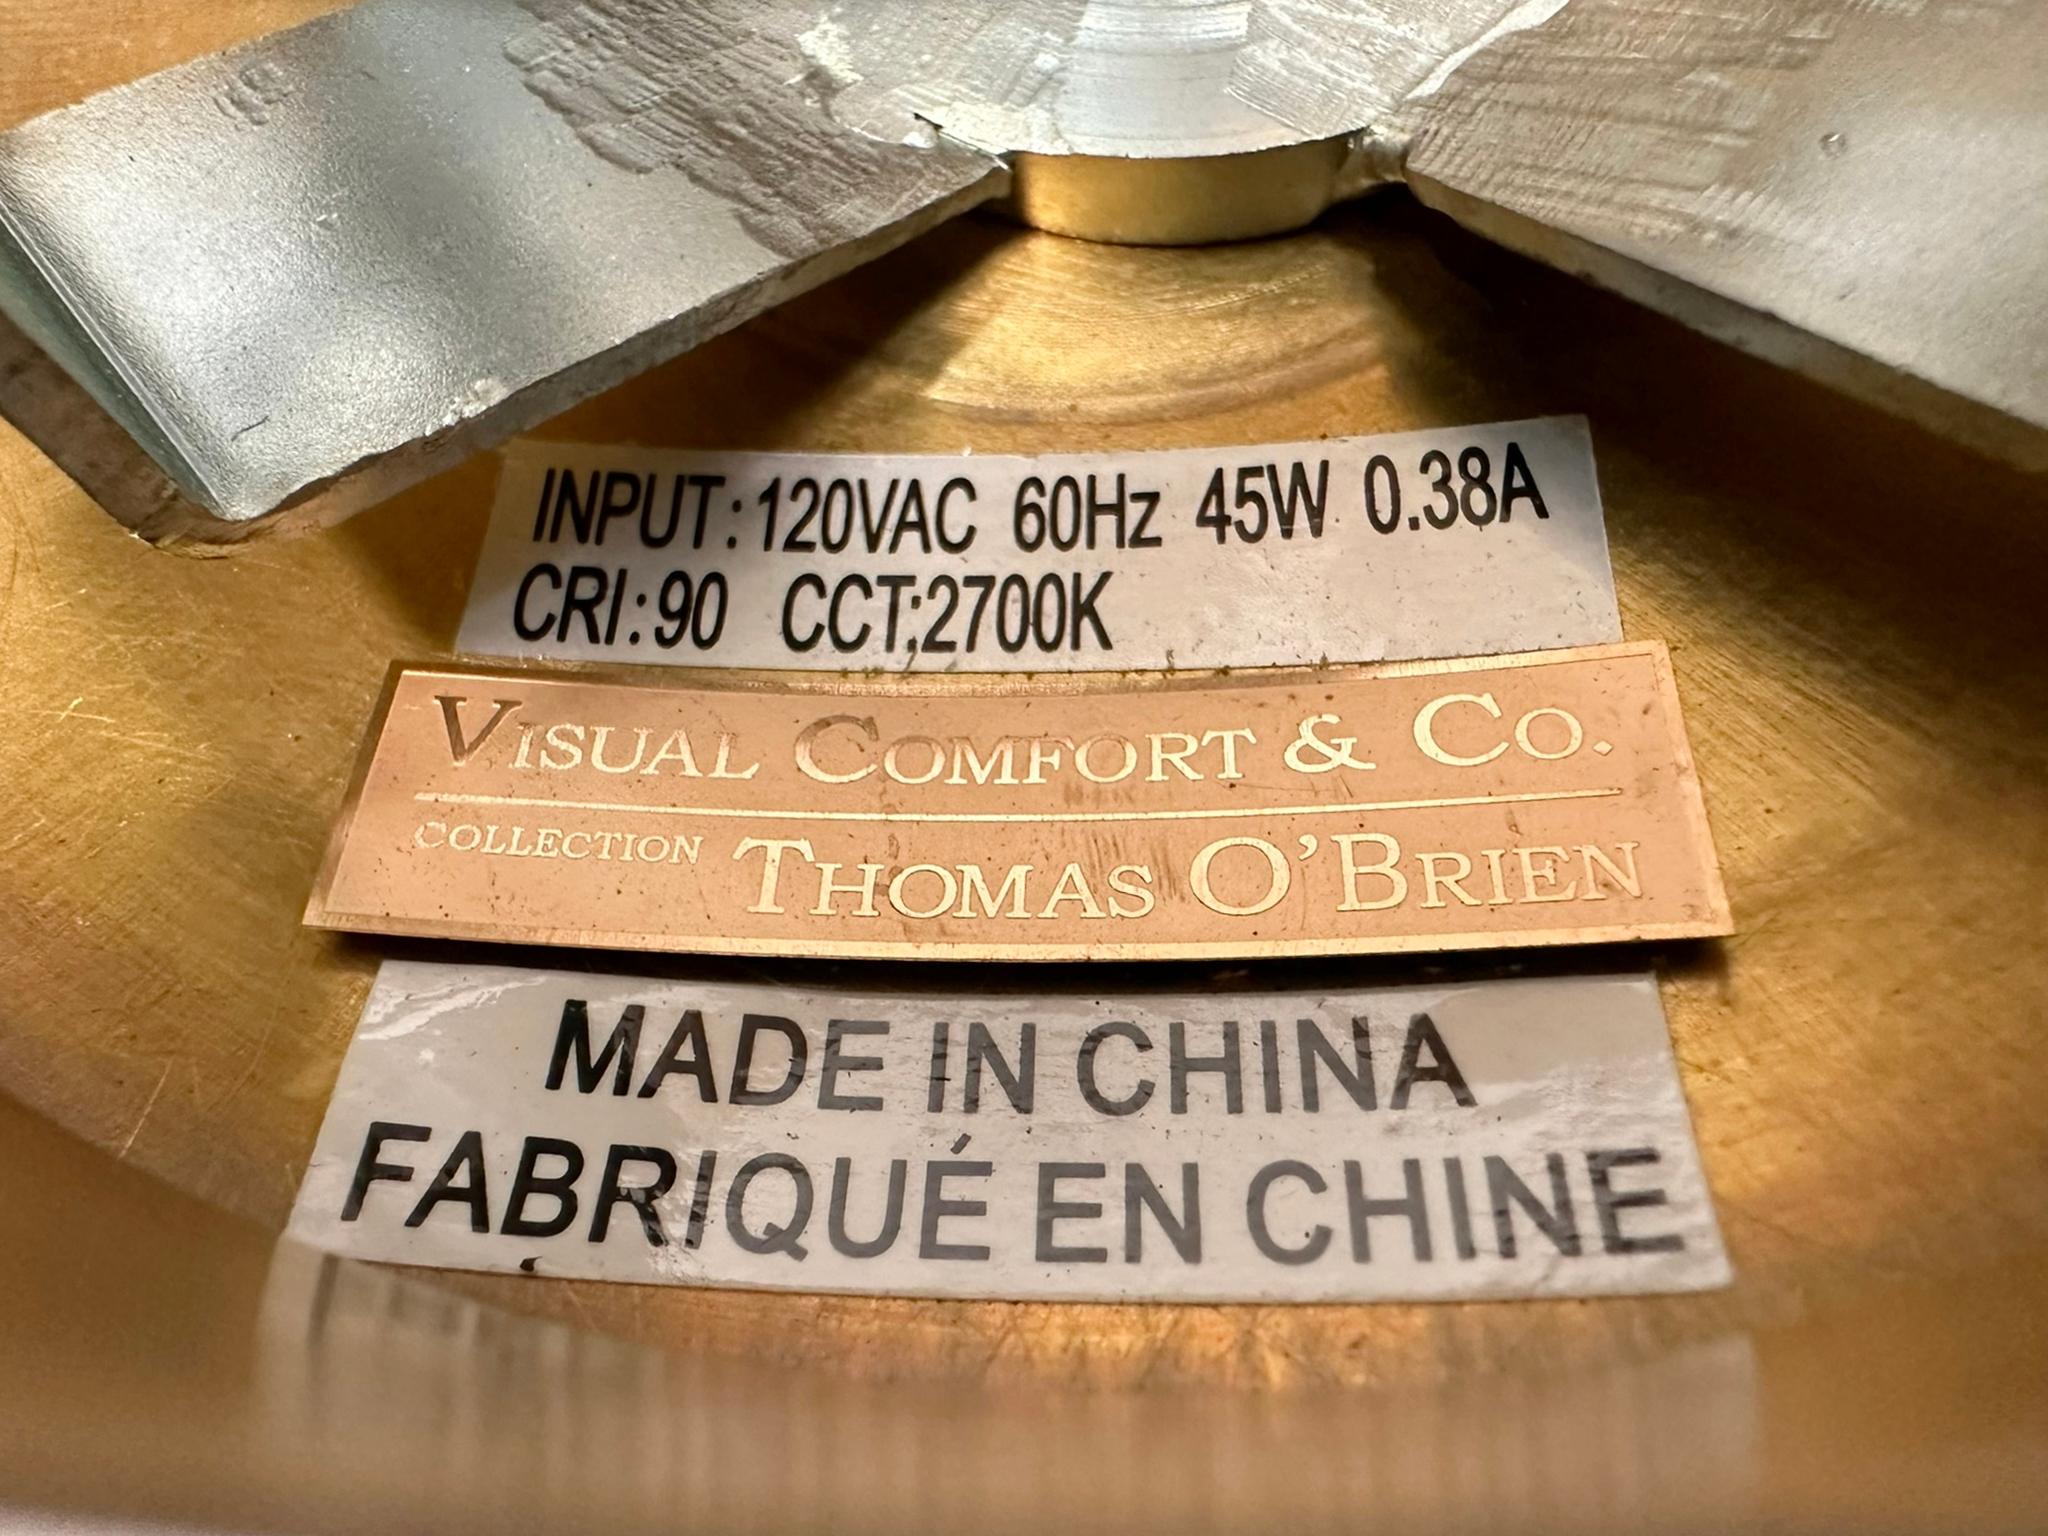 INPUT: 120VAC 60Hz 45W 0.38A
CRI: 90 CCT:2700K
VISUAL COMFORT & CO.
COLLECTION THOMAS O'BRIEN
MADE IN CHINA
FABRIQUÉ EN CHINE